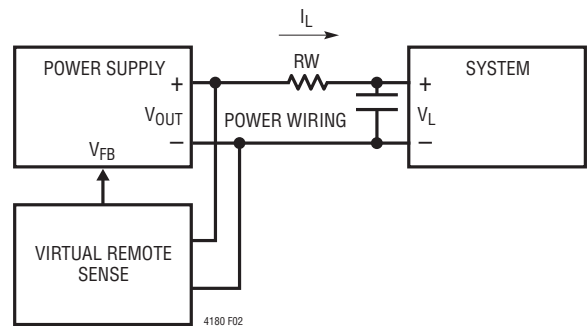 I_L
POWER SUPPLY
+
RW
+
SYSTEM
V_OUT
POWER WIRING
V_L
−
−
V_FB
VIRTUAL REMOTE
SENSE
4180 F02